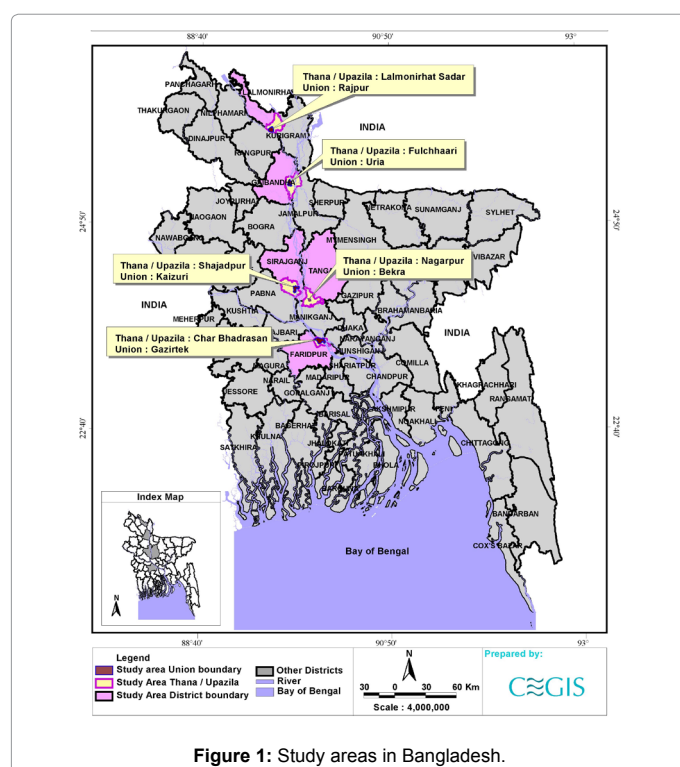 88°40'
90°50'
93°
PANCHAGARH
LALMONIRHAT
Thana / Upazila : Lalmonirhat Sadar
Union : Rajpur
THAKURGAON
NILPHAMARI
INDIA
KURIGRAM
DINAJPUR
RANGPUR
Thana / Upazila : Fulchhaari
Union : Uria
GAIBANDHA
JOYPURHA
SHERPUR
24°50'
NAOGAON
JAMALPUR
NETRAKONA
SUNAMGANJ
SYLHET
24°50'
BOGRA
NAWABGONJ
MYMENSINGH
Thana / Upazila : Shajadpur
Union : Kaizuri
SIRAJGANJ
Thana / Upazila : Nagarpur
Union : Bekra
VIBAZAR
TANGA
INDIA
PABNA
GAZIPUR
KUSHTIA
MEHERPUR
MANIKGANJ
BRAHAMANBARIA
Thana / Upazila : Char Bhadrasan
Union : Gazirtek
JBARI
DHAKA
NARAYANGANJ
INDIA
FARIDPUR
MUNSHIGANJ
COMILLA
MAGURA
SHARIATPUR
NARAIL
MADARIPUR
CHANDPUR
KHAGRACHHARI
JESSORE
GOPALGANJ
RANGAMAT
22°40'
BARISAL
LAKSHMIPUR
FENI
22°40'
BAGERHAT
NOAKHALI
SATKHIRA
KHULNA
JHALOKATI
CHITTAGONG
PATUAKHALI
PIROJPUR
BHOLA
BARGUNA
Index Map
BANDARBAN
COX'S BAZAR
N
Bay of Bengal
88°40'
90°50'
93°
Legend
Study area Union boundary
Study Area Thana / Upazila
Study Area District boundary
Other Districts
River
Bay of Bengal
N
30 0 30 60 Km
Scale : 4,000,000
Prepared by:
CEGIS
Figure 1: Study areas in Bangladesh.